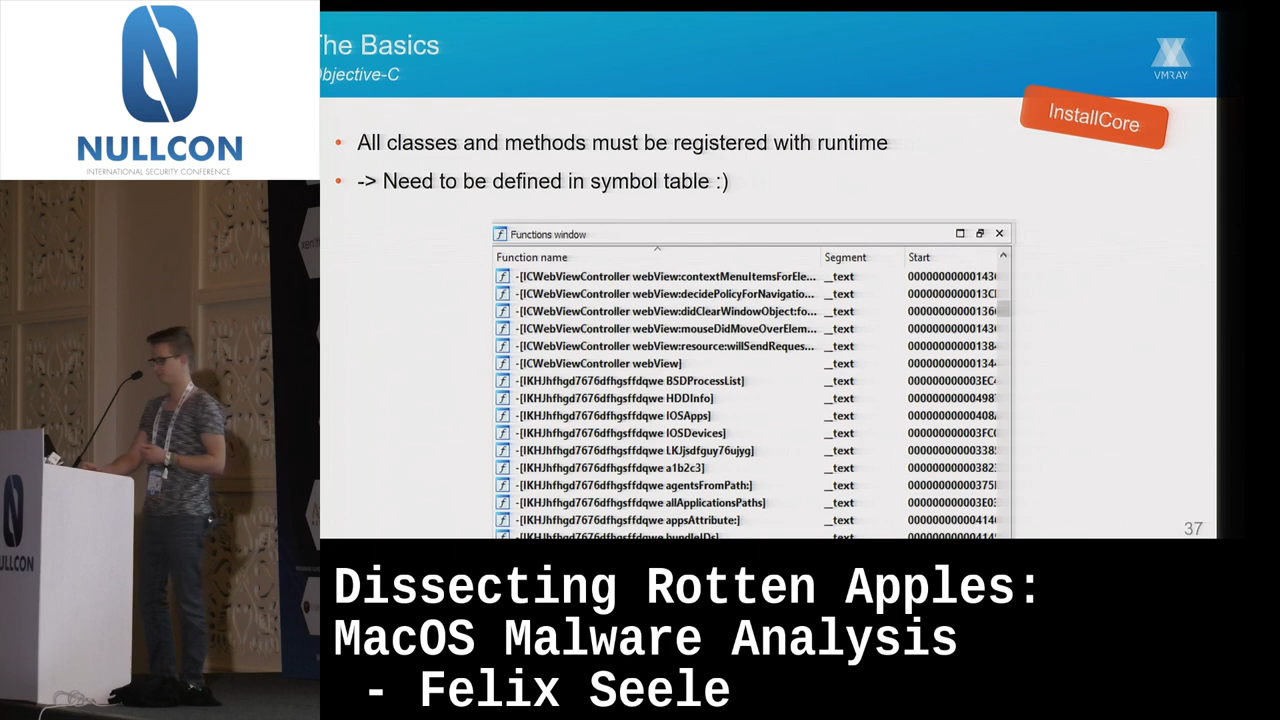 NULLCON
INTERNATIONAL SECURITY CONFERENCE
The Basics
Objective-C
VMRAY
InstallCore
• All classes and methods must be registered with runtime
• -> Need to be defined in symbol table :)
Functions window
Function name Segment Start
-[ICWebViewController webView:contextMenuItemsForEle... __text
-[ICWebViewController webView:decidePolicyForNavigatio... __text
-[ICWebViewController webView:didClearWindowObject:fo... __text
-[ICWebViewController webView:mouseDidMoveOverElem... __text
-[ICWebViewController webView:resource:willSendReques... __text
-[ICWebViewController webView] __text
-[IKHJhfhgd7676dfhgsffdqwe BSDProcessList] __text
-[IKHJhfhgd7676dfhgsffdqwe HDDInfo] __text
-[IKHJhfhgd7676dfhgsffdqwe IOSApps] __text
-[IKHJhfhgd7676dfhgsffdqwe IOSDevices] __text
-[IKHJhfhgd7676dfhgsffdqwe LKJjsdfguy76ujyg] __text
-[IKHJhfhgd7676dfhgsffdqwe a1b2c3] __text
-[IKHJhfhgd7676dfhgsffdqwe agentsFromPath:] __text
-[IKHJhfhgd7676dfhgsffdqwe allApplicationsPaths] __text
-[IKHJhfhgd7676dfhgsffdqwe appsAttribute:] __text
-[IKHJhfhgd7676dfhgsffdqwe bundleIDs] __text
37
Dissecting Rotten Apples:
MacOS Malware Analysis
- Felix Seele